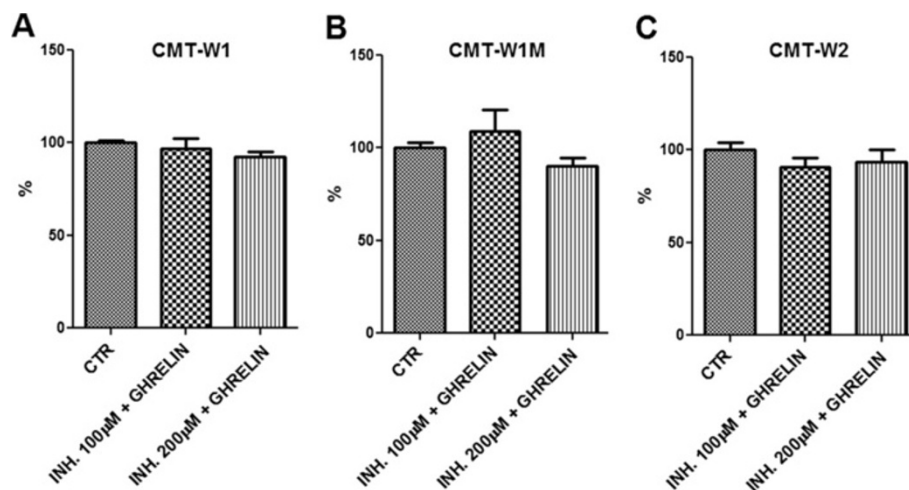 A
CMT-W1
150
100
50
0
%
CTR
INH. 100µM + GHRELIN
INH. 200µM + GHRELIN
B
CMT-W1M
150
100
50
0
%
CTR
INH. 100µM + GHRELIN
INH. 200µM + GHRELIN
C
CMT-W2
150
100
50
0
%
CTR
INH. 100µM + GHRELIN
INH. 200µM + GHRELIN